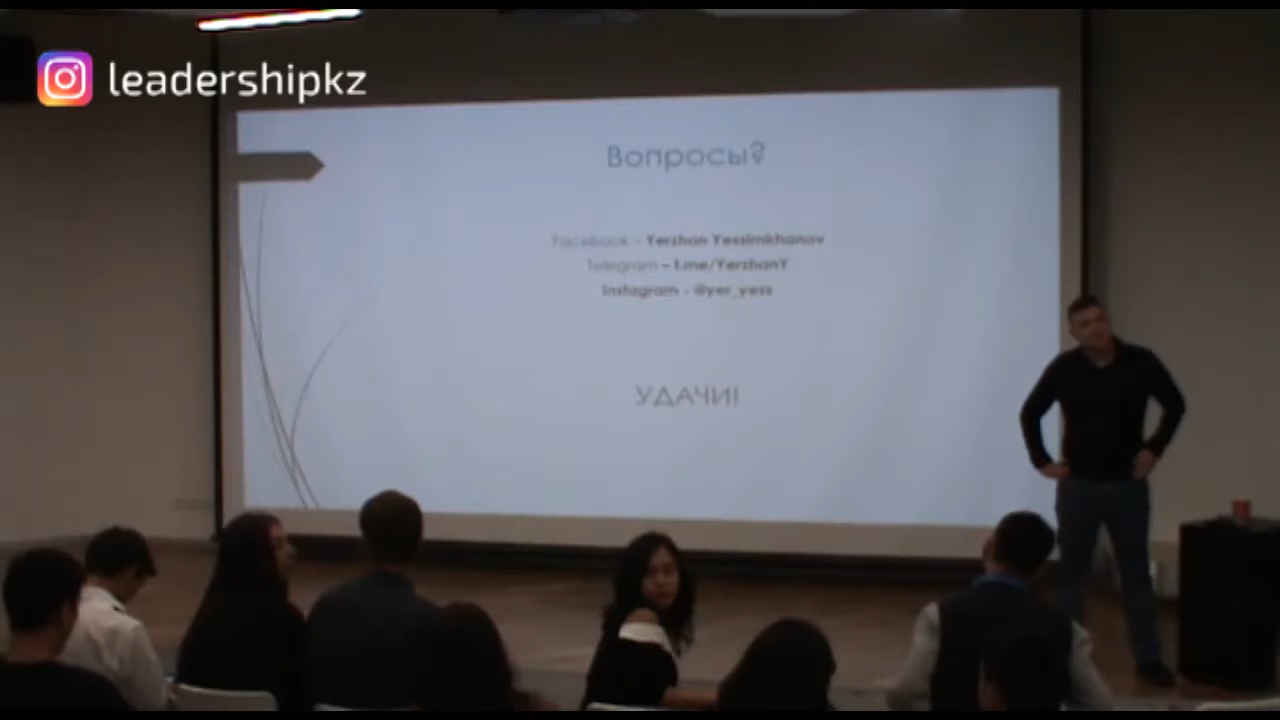 leadershipkz
Вопросы?
Facebook - Yerzhan Yessimkhanov
Telegram – t.me/YerzhanY
Instagram - @yer_yess
УДАЧИ!